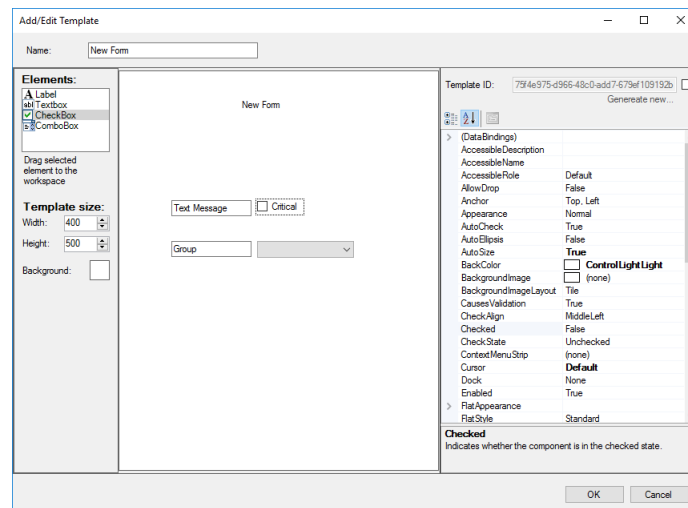 Add/Edit Template
Name: New Form
Elements:
Label
Textbox
CheckBox
ComboBox
Drag selected
element to the
workspace
Template size:
Width: 400
Height: 500
Background:
New Form
Text Message Critical
Group
Template ID: 75f4e975-d966-48c0-add7-679ef109192b
Genereate new...
(DataBindings)
AccessibleDescription
AccessibleName
AccessibleRole Default
AllowDrop False
Anchor Top, Left
Appearance Normal
AutoCheck True
AutoEllipsis False
AutoSize True
BackColor ControlLightLight
BackgroundImage (none)
BackgroundImageLayout Tile
CausesValidation True
CheckAlign MiddleLeft
Checked False
CheckState Unchecked
ContextMenuStrip (none)
Cursor Default
Dock None
Enabled True
FlatAppearance
FlatStyle Standard
Checked
Indicates whether the component is in the checked state.
OK Cancel